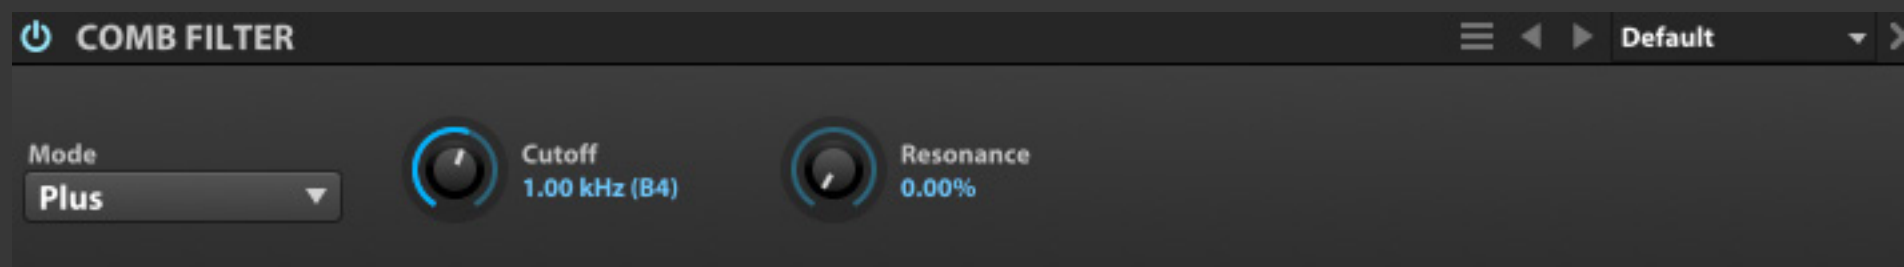 COMB FILTER
Default
Mode
Plus
Cutoff
1.00 kHz (B4)
Resonance
0.00%